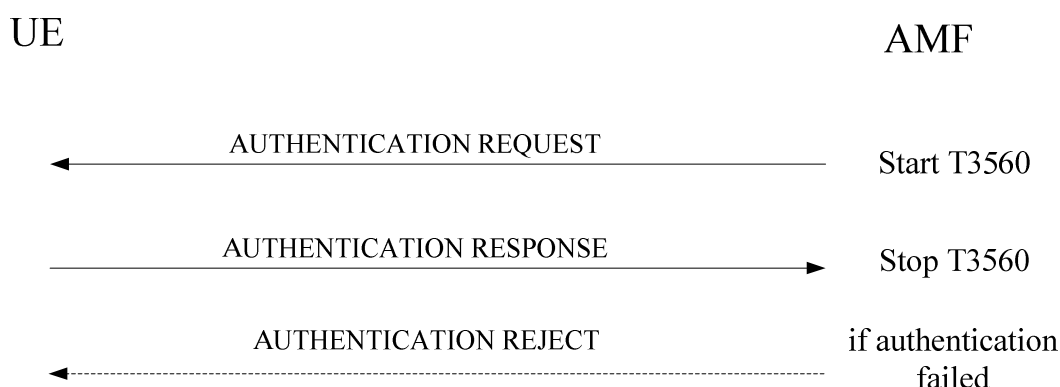 UE
AMF
AUTHENTICATION REQUEST
Start T3560
AUTHENTICATION RESPONSE
Stop T3560
AUTHENTICATION REJECT
if authentication
failed